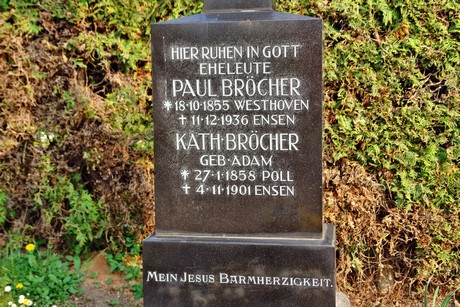 HIER RUHEN IN GOTT
EHELEUTE
PAUL BRÖCHER
*18·10·1855 WESTHOVEN
†11·12·1936 ENSEN
KATH·BRÖCHER
GEB·ADAM
*27·1·1858 POLL
†4·11·1901 ENSEN
MEIN JESUS BARMHERZIGKEIT.